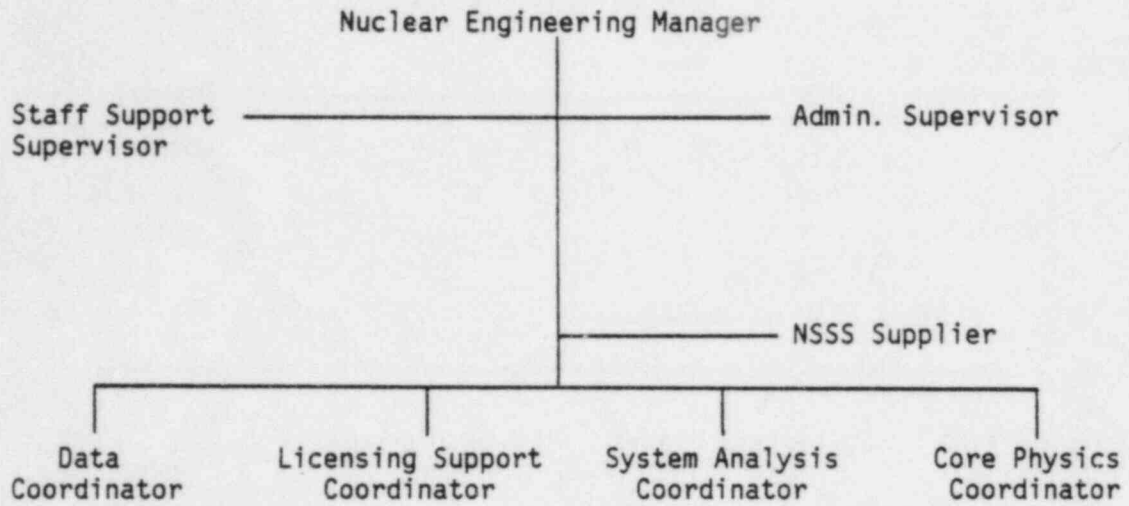 Nuclear Engineering Manager
Staff Support
Supervisor
Admin. Supervisor
NSSS Supplier
Data
Coordinator
Licensing Support
Coordinator
System Analysis
Coordinator
Core Physics
Coordinator